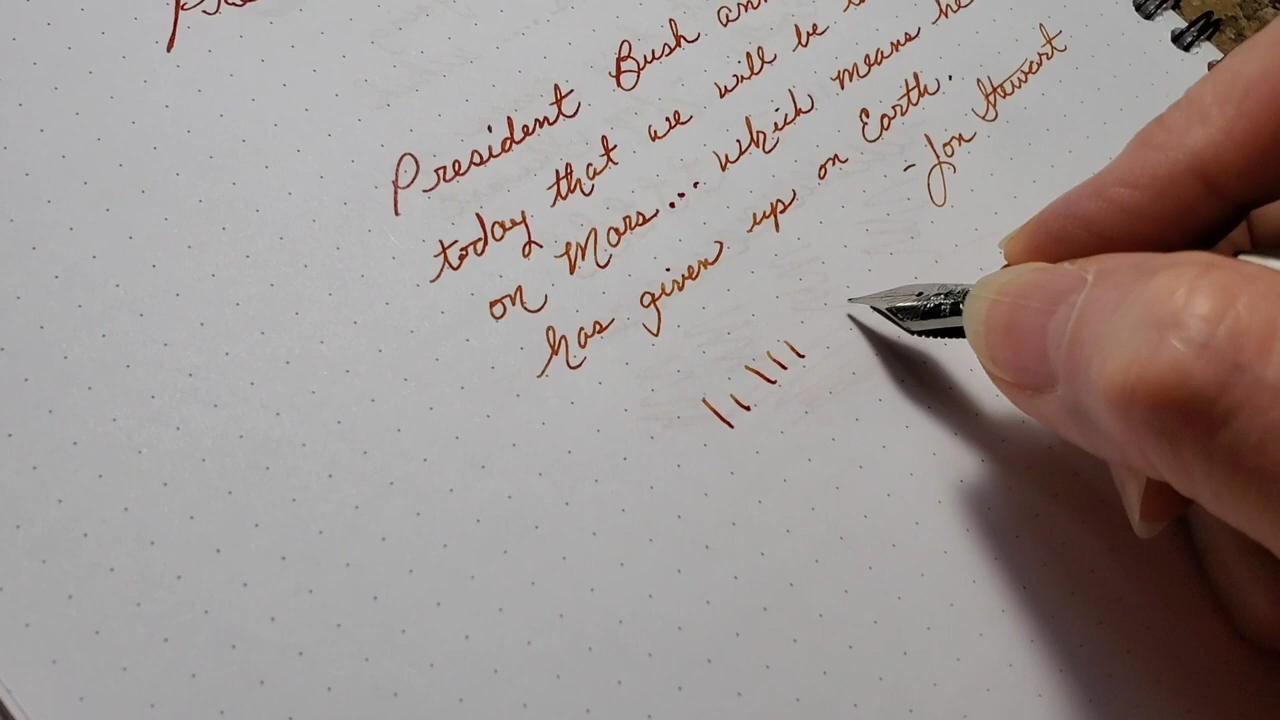 President Bush
today that we will be
on Mars... which means he
has given up on Earth.
-Jon Stewart